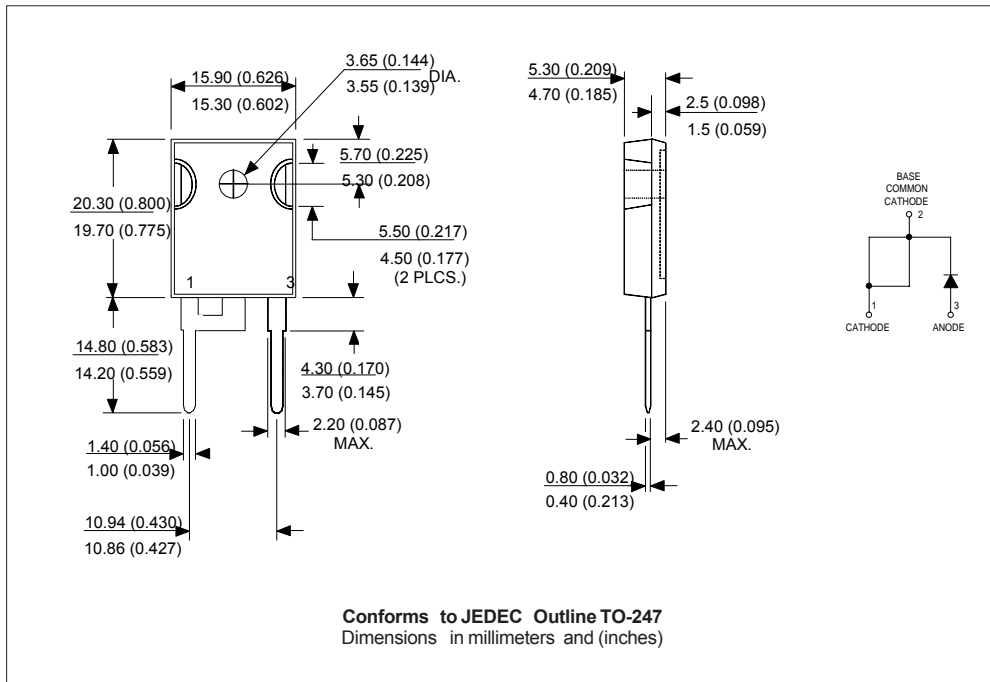 3.65 (0.144)
3.55 (0.139)
DIA.
15.90 (0.626)
15.30 (0.602)
5.70 (0.225)
5.30 (0.208)
20.30 (0.800)
19.70 (0.775)
5.50 (0.217)
4.50 (0.177)
(2 PLCS.)
1
3
14.80 (0.583)
14.20 (0.559)
4.30 (0.170)
3.70 (0.145)
2.20 (0.087)
MAX.
1.40 (0.056)
1.00 (0.039)
10.94 (0.430)
10.86 (0.427)
5.30 (0.209)
4.70 (0.185)
2.5 (0.098)
1.5 (0.059)
2.40 (0.095)
MAX.
0.80 (0.032)
0.40 (0.213)
BASE
COMMON
CATHODE
2
1
3
CATHODE
ANODE
Conforms to JEDEC Outline TO-247
Dimensions in millimeters and (inches)